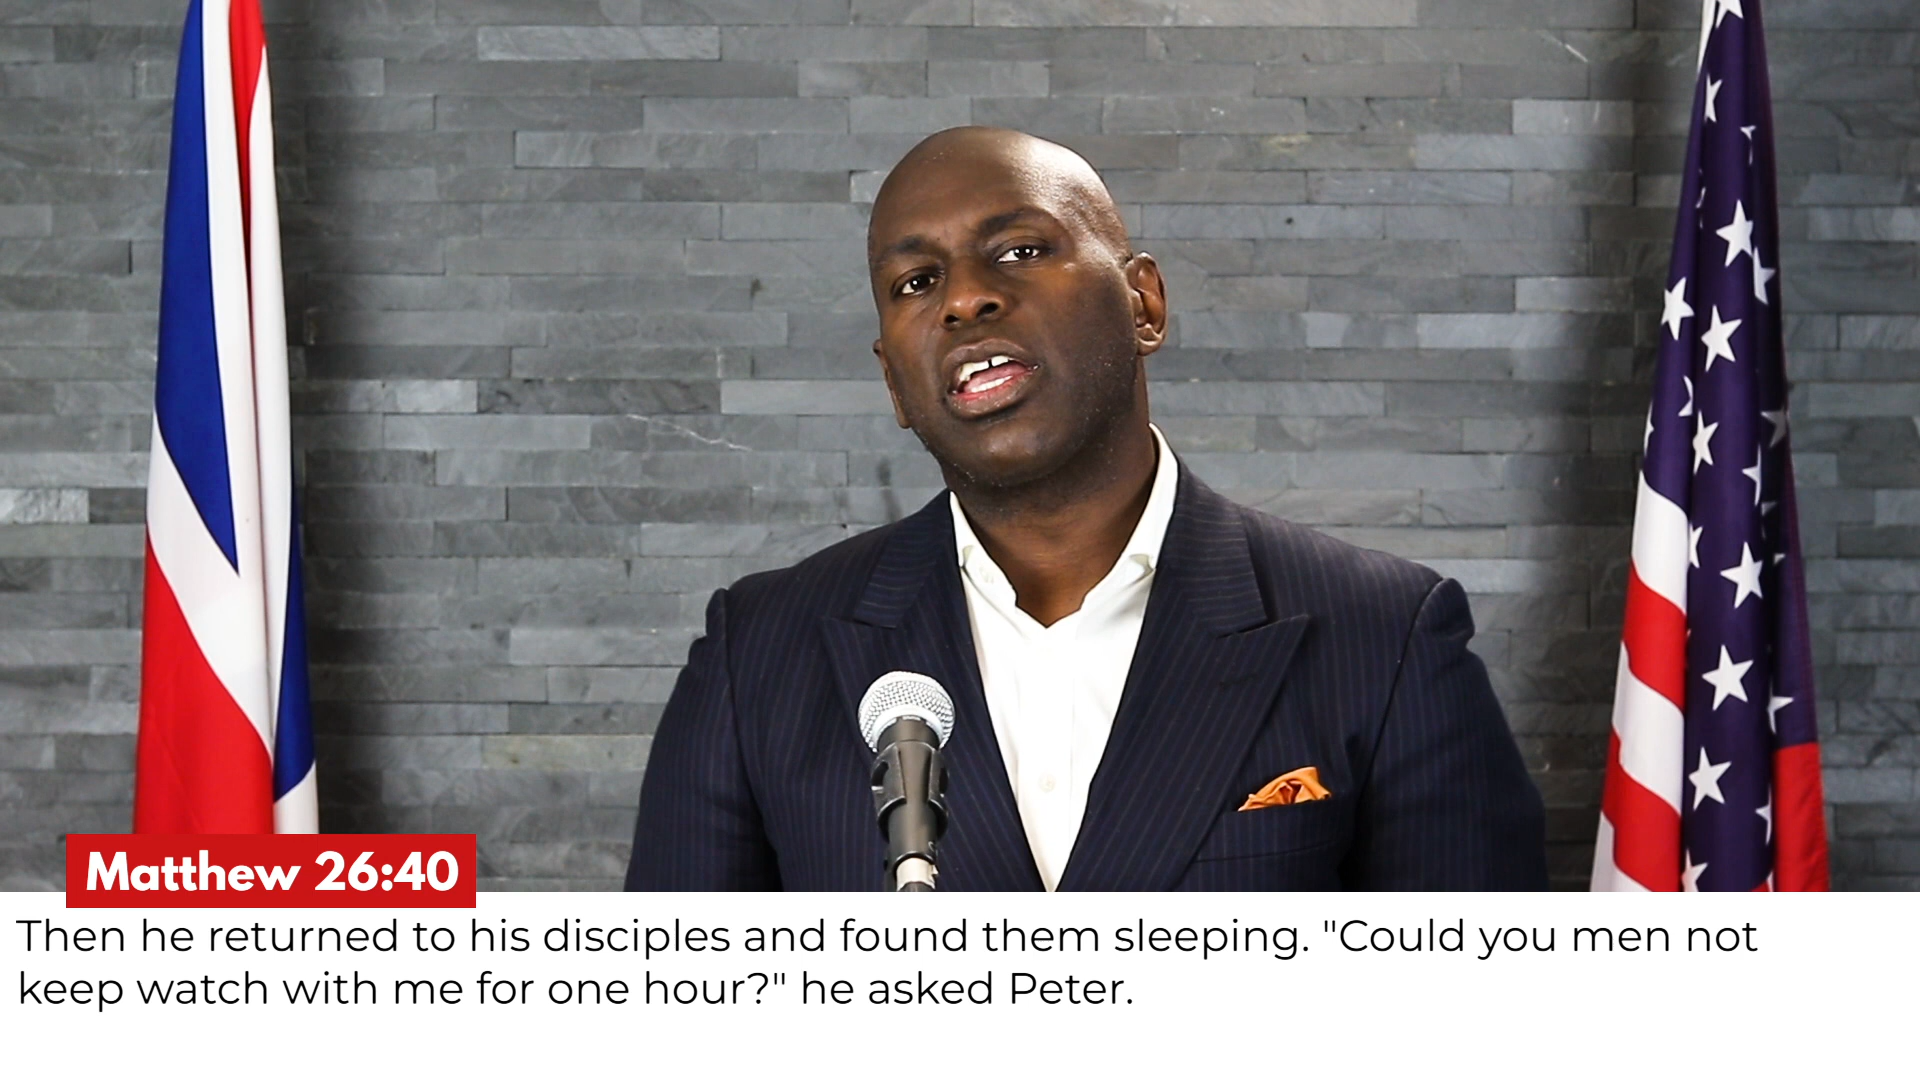 Matthew 26:40
Then he returned to his disciples and found them sleeping. "Could you men not
keep watch with me for one hour?" he asked Peter.